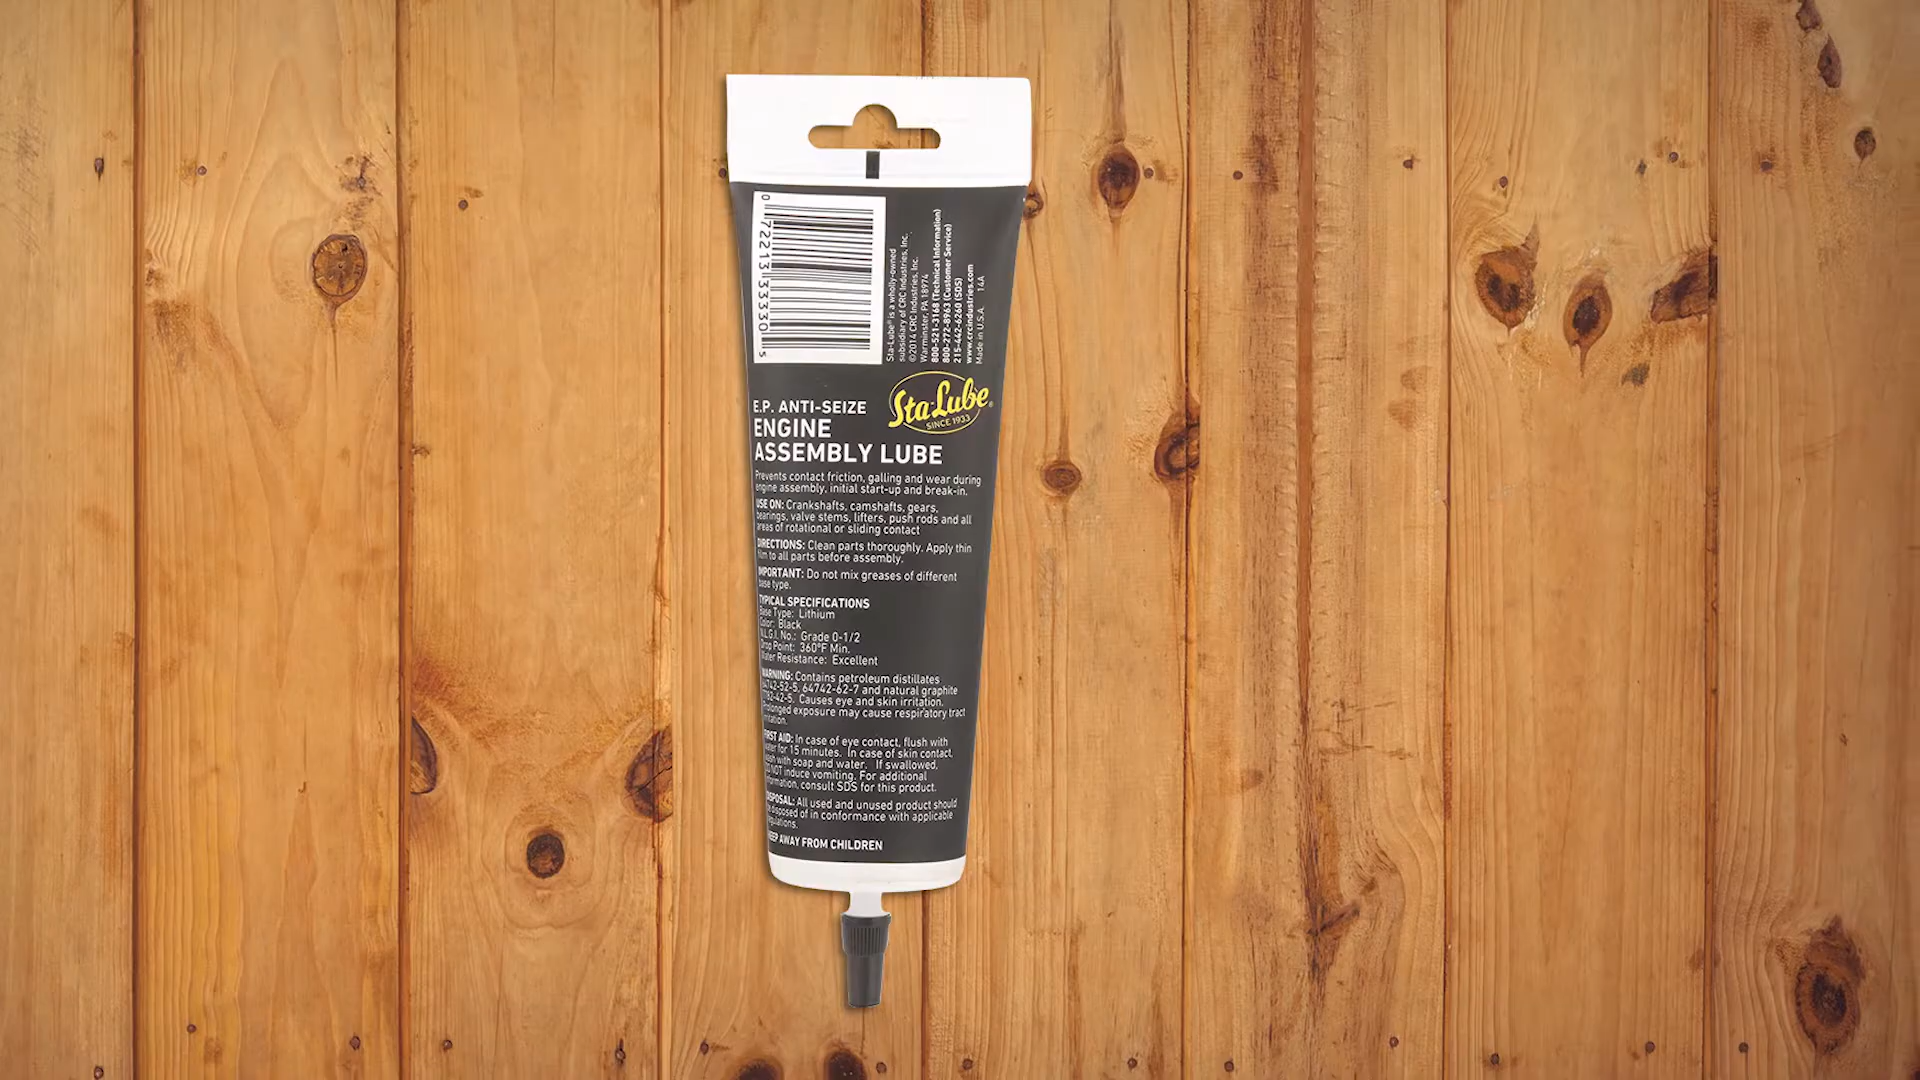 0 72213 33330 5
Sta-Lube® is a wholly-owned
subsidiary of CRC Industries, Inc.
©2014 CRC Industries, Inc.
Warminster, PA 18974
800-521-3168 (Technical Information)
800-272-8963 (Customer Service)
215-442-6260 (SDS)
www.crcindustries.com
Made in U.S.A. 14A
Sta-Lube®
SINCE 1933
E.P. ANTI-SEIZE
ENGINE
ASSEMBLY LUBE
Prevents contact friction, galling and wear during
engine assembly, initial start-up and break-in.
USE ON: Crankshafts, camshafts, gears,
bearings, valve stems, lifters, push rods and all
areas of rotational or sliding contact
DIRECTIONS: Clean parts thoroughly. Apply thin
film to all parts before assembly.
IMPORTANT: Do not mix greases of different
base type.
TYPICAL SPECIFICATIONS
Base Type: Lithium
Color: Black
N.L.G.I. No.: Grade 0-1/2
Drop Point: 360°F Min.
Water Resistance: Excellent
WARNING: Contains petroleum distillates
64742-52-5, 64742-62-7 and natural graphite
7782-42-5. Causes eye and skin irritation.
Prolonged exposure may cause respiratory tract
irritation.
FIRST AID: In case of eye contact, flush with
water for 15 minutes. In case of skin contact,
wash with soap and water. If swallowed,
DO NOT induce vomiting. For additional
information, consult SDS for this product.
DISPOSAL: All used and unused product should
be disposed of in conformance with applicable
regulations.
KEEP AWAY FROM CHILDREN